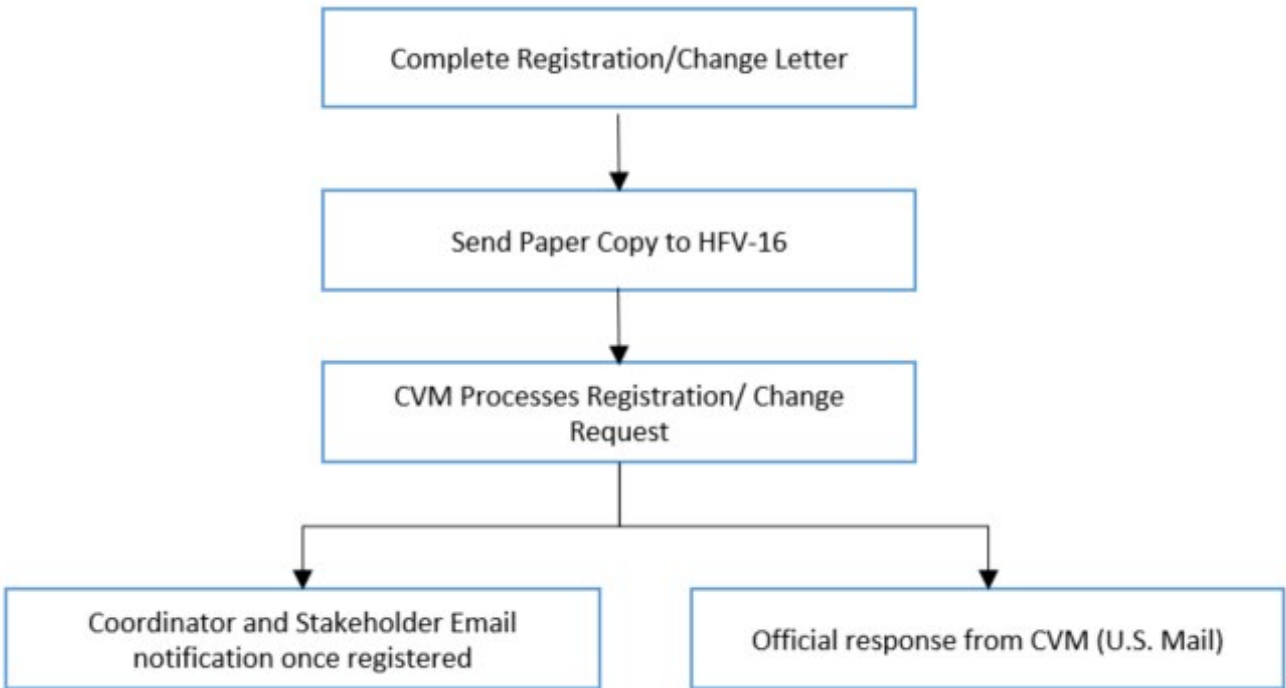 Complete Registration/Change Letter
Send Paper Copy to HFV-16
CVM Processes Registration/ Change
Request
Coordinator and Stakeholder Email
notification once registered
Official response from CVM (U.S. Mail)